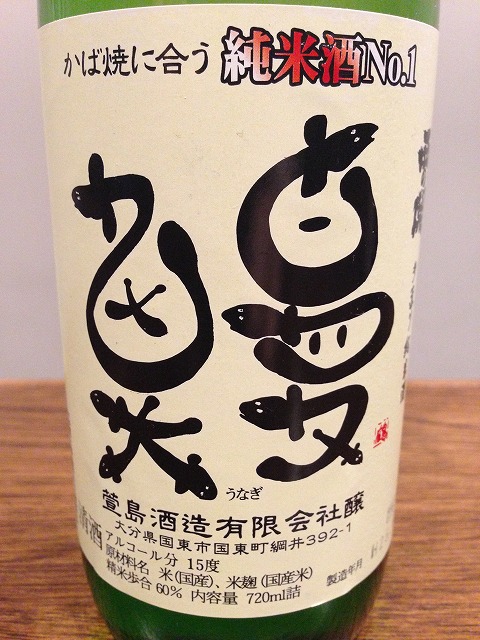 かば焼に合う 純米酒No.1
うなぎ
萱島酒造有限会社醸
大分県国東市国東町綱井392-1
清酒
アルコール分 15度
原材料名 米(国産)、米麹(国産米)
精米歩合 60% 内容量 720ml詰
製造年月